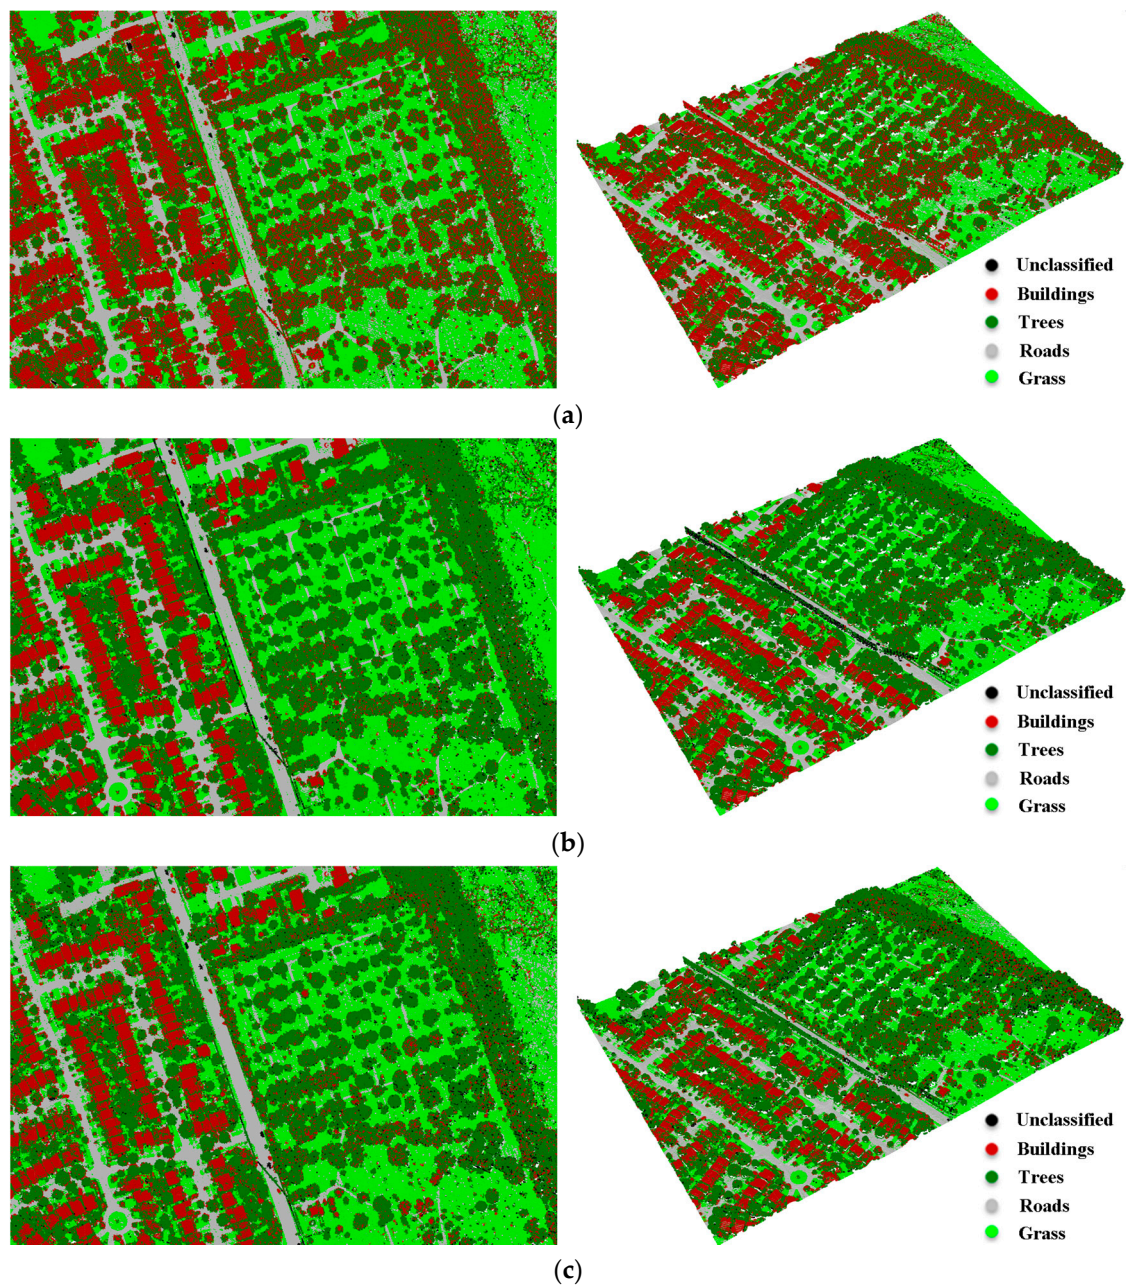 Unclassified
Buildings
Trees
Roads
Grass
(a)
Unclassified
Buildings
Trees
Roads
Grass
(b)
Unclassified
Buildings
Trees
Roads
Grass
(c)